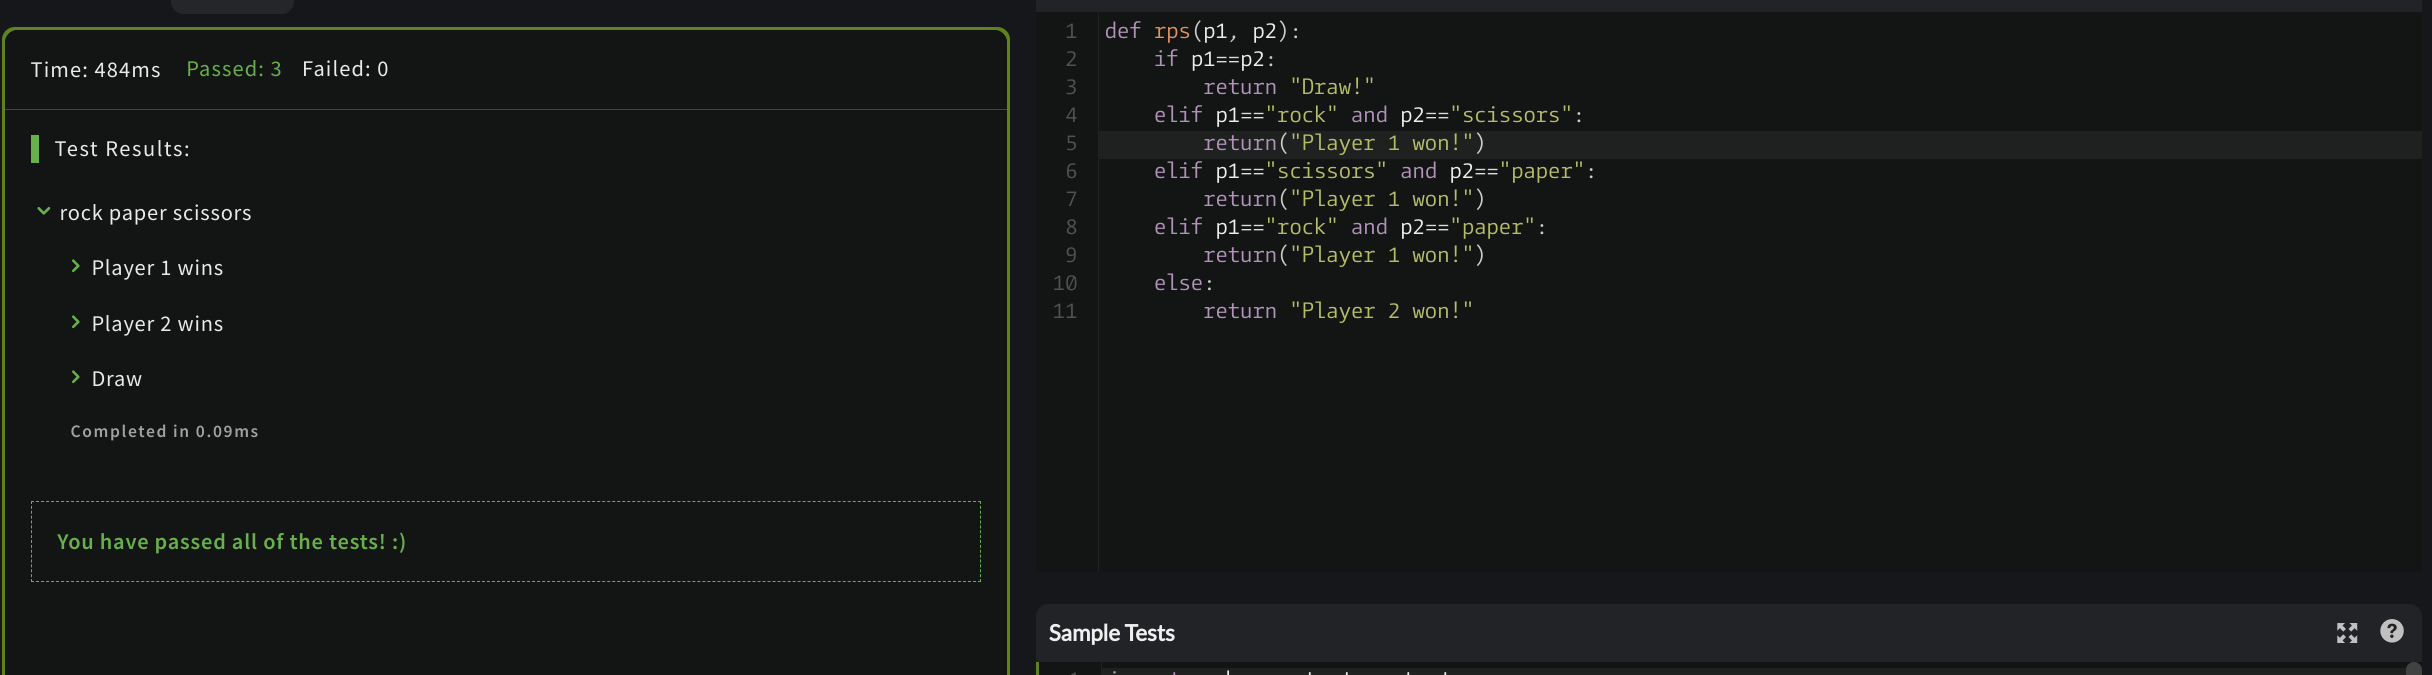 Time: 484ms Passed: 3 Failed: 0
Test Results:
rock paper scissors
Player 1 wins
Player 2 wins
Draw
Completed in 0.09ms
You have passed all of the tests! :)
1 def rps(p1, p2):
2     if p1==p2:
3         return "Draw!"
4     elif p1=="rock" and p2=="scissors":
5         return("Player 1 won!")
6     elif p1=="scissors" and p2=="paper":
7         return("Player 1 won!")
8     elif p1=="rock" and p2=="paper":
9         return("Player 1 won!")
10     else:
11         return "Player 2 won!"
Sample Tests
?